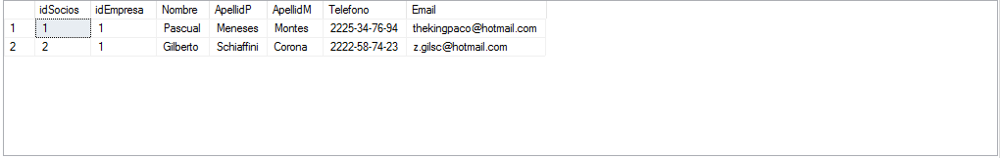 idSocios idEmpresa Nombre ApellidP ApellidM Telefono Email
1 1 1 Pascual Meneses Montes 2225-34-76-94 thekingpaco@hotmail.com
2 2 1 Gilberto Schiaffini Corona 2222-58-74-23 z.gilsc@hotmail.com